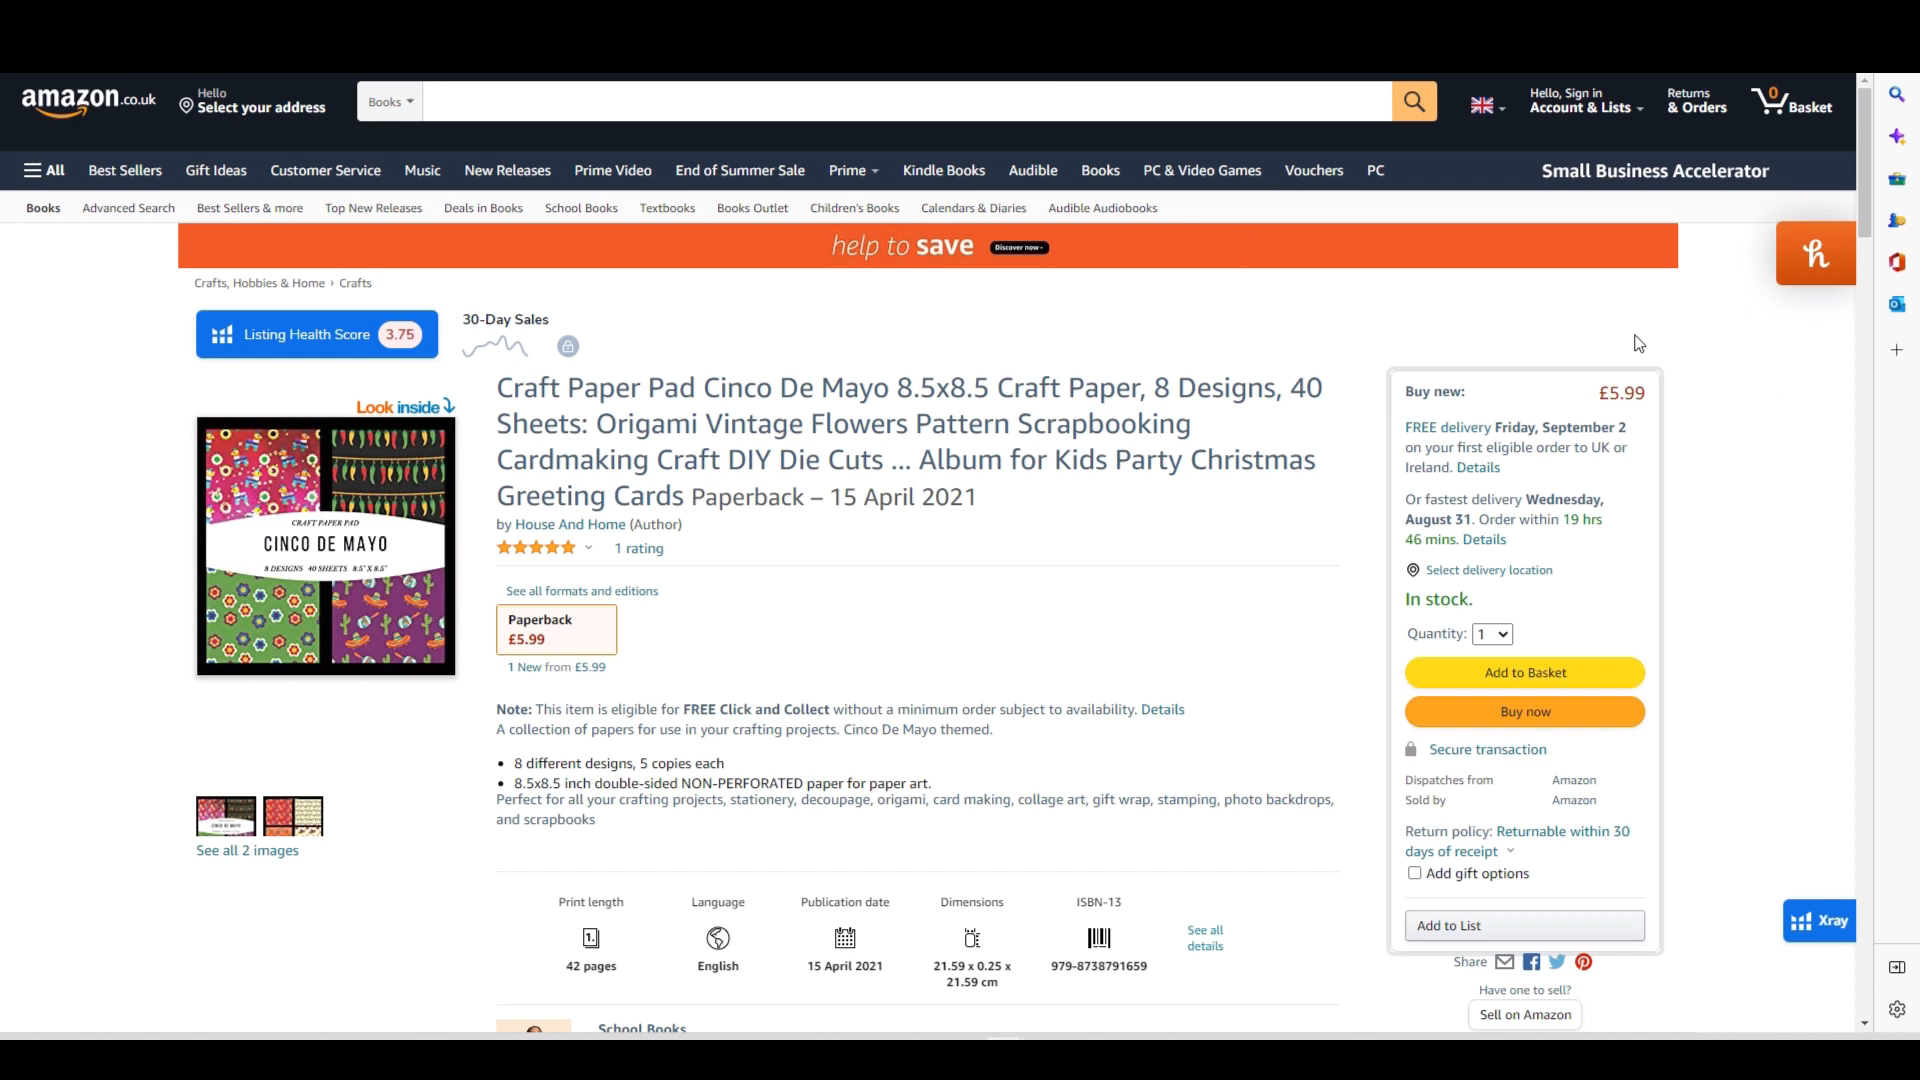 amazon.co.uk
Hello
Select your address
Books
Hello, Sign in
Account & Lists
Returns
& Orders
0
Basket
All
Best Sellers
Gift Ideas
Customer Service
Music
New Releases
Prime Video
End of Summer Sale
Prime
Kindle Books
Audible
Books
PC & Video Games
Vouchers
PC
Small Business Accelerator
Books
Advanced Search
Best Sellers & more
Top New Releases
Deals in Books
School Books
Textbooks
Books Outlet
Children's Books
Calendars & Diaries
Audible Audiobooks
help to save
Discover now
h
Crafts, Hobbies & Home › Crafts
Listing Health Score 3.75
30-Day Sales
Look inside
CRAFT PAPER PAD
CINCO DE MAYO
8 DESIGNS 40 SHEETS 8.5" X 8.5"
See all 2 images
Craft Paper Pad Cinco De Mayo 8.5x8.5 Craft Paper, 8 Designs, 40
Sheets: Origami Vintage Flowers Pattern Scrapbooking
Cardmaking Craft DIY Die Cuts ... Album for Kids Party Christmas
Greeting Cards Paperback – 15 April 2021
by House And Home (Author)
1 rating
See all formats and editions
Paperback
£5.99
1 New from £5.99
Note: This item is eligible for FREE Click and Collect without a minimum order subject to availability. Details
A collection of papers for use in your crafting projects. Cinco De Mayo themed.
• 8 different designs, 5 copies each
• 8.5x8.5 inch double-sided NON-PERFORATED paper for paper art.
Perfect for all your crafting projects, stationery, decoupage, origami, card making, collage art, gift wrap, stamping, photo backdrops,
and scrapbooks
Print length
42 pages
Language
English
Publication date
15 April 2021
Dimensions
21.59 x 0.25 x
21.59 cm
ISBN-13
979-8738791659
See all
details
School Books
Buy new: £5.99
FREE delivery Friday, September 2
on your first eligible order to UK or
Ireland. Details
Or fastest delivery Wednesday,
August 31. Order within 19 hrs
46 mins. Details
Select delivery location
In stock.
Quantity: 1
Add to Basket
Buy now
Secure transaction
Dispatches from Amazon
Sold by Amazon
Return policy: Returnable within 30
days of receipt
Add gift options
Add to List
Share
Have one to sell?
Sell on Amazon
Xray